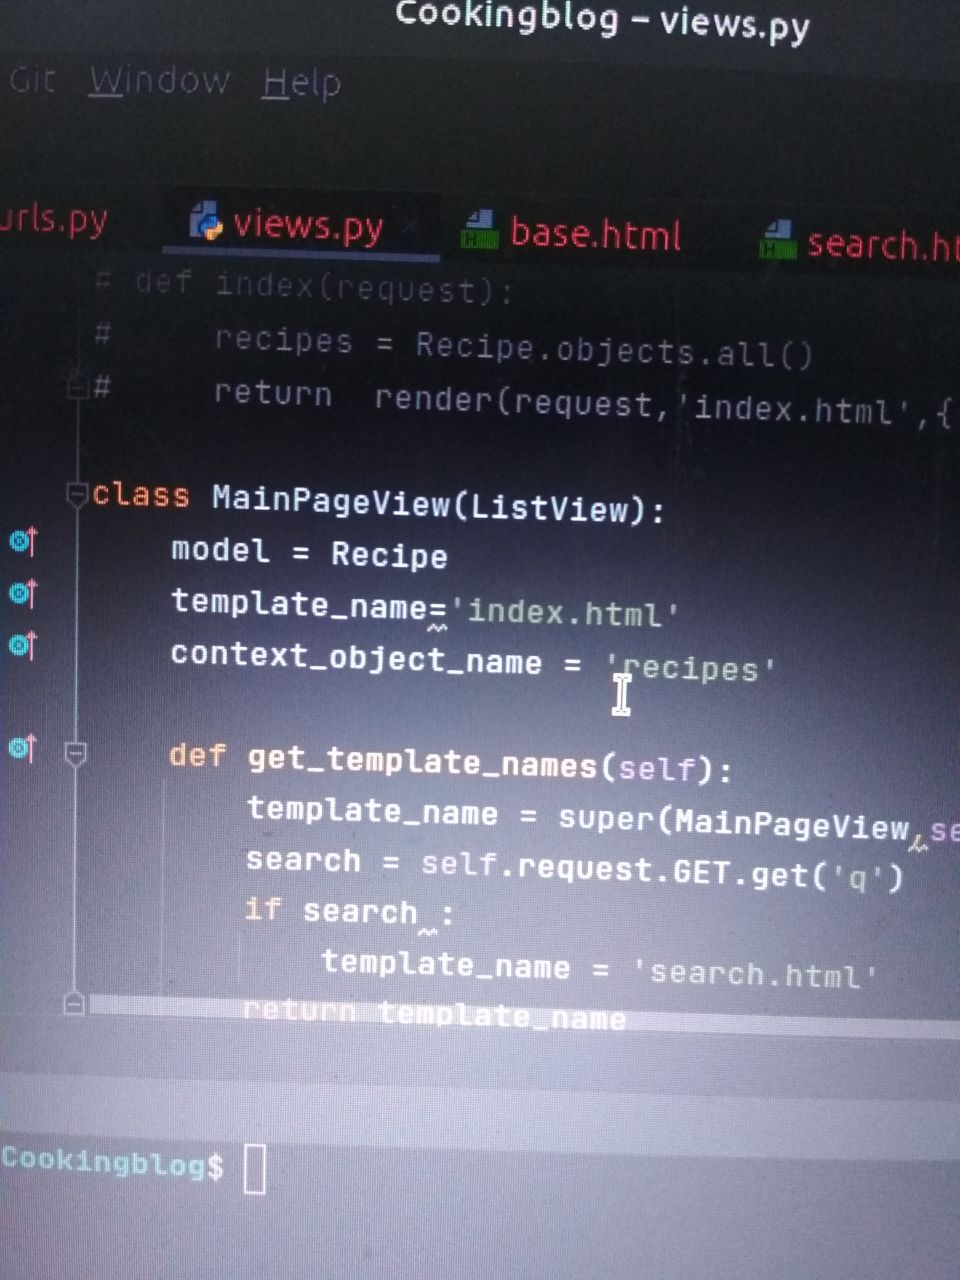 Cookingblog – views.py
Git Window Help
urls.py views.py base.html search.ht
# def index(request):
# recipes = Recipe.objects.all()
# return render(request,'index.html',{
class MainPageView(ListView):
model = Recipe
template_name='index.html'
context_object_name = 'recipes'
def get_template_names(self):
template_name = super(MainPageView,se
search = self.request.GET.get('q')
if search :
template_name = 'search.html'
return template_name
Cookingblog$